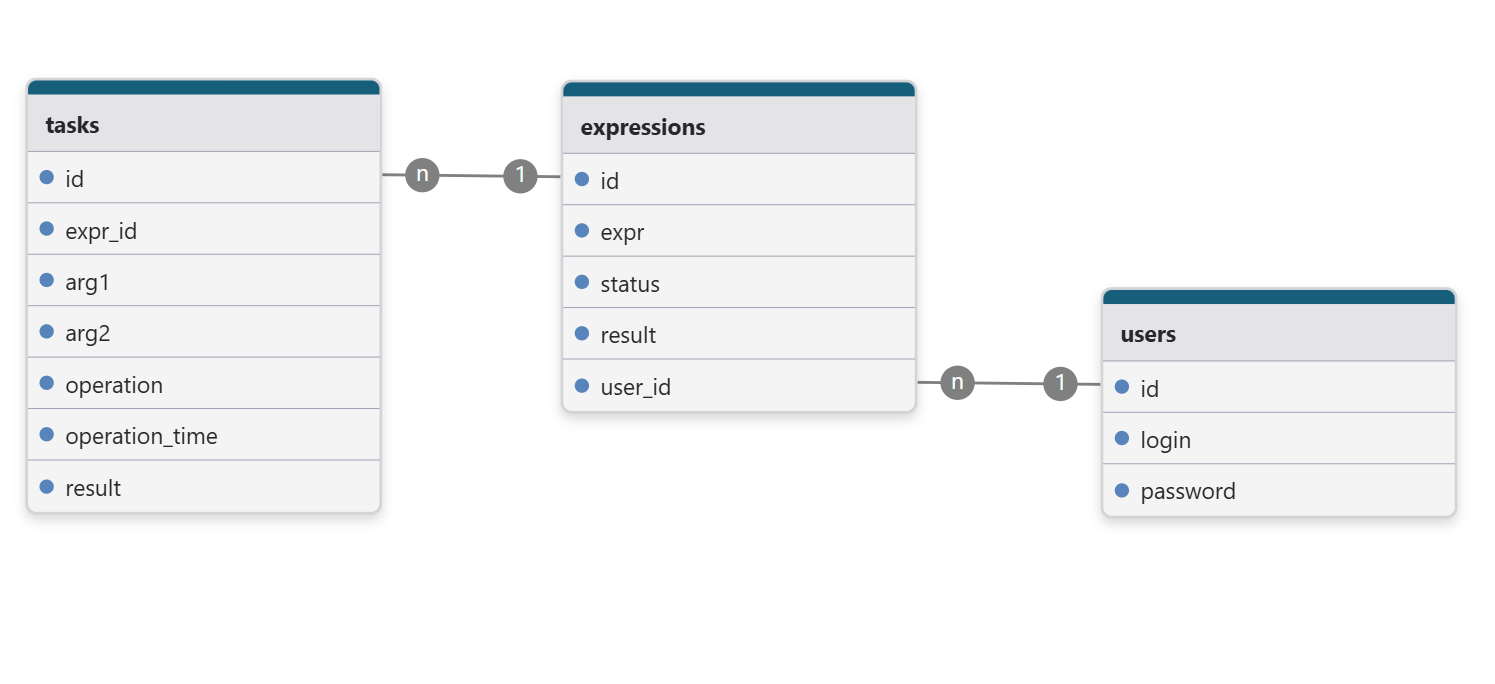 tasks
id
expr_id
arg1
arg2
operation
operation_time
result
n
1
expressions
id
expr
status
result
user_id
n
1
users
id
login
password